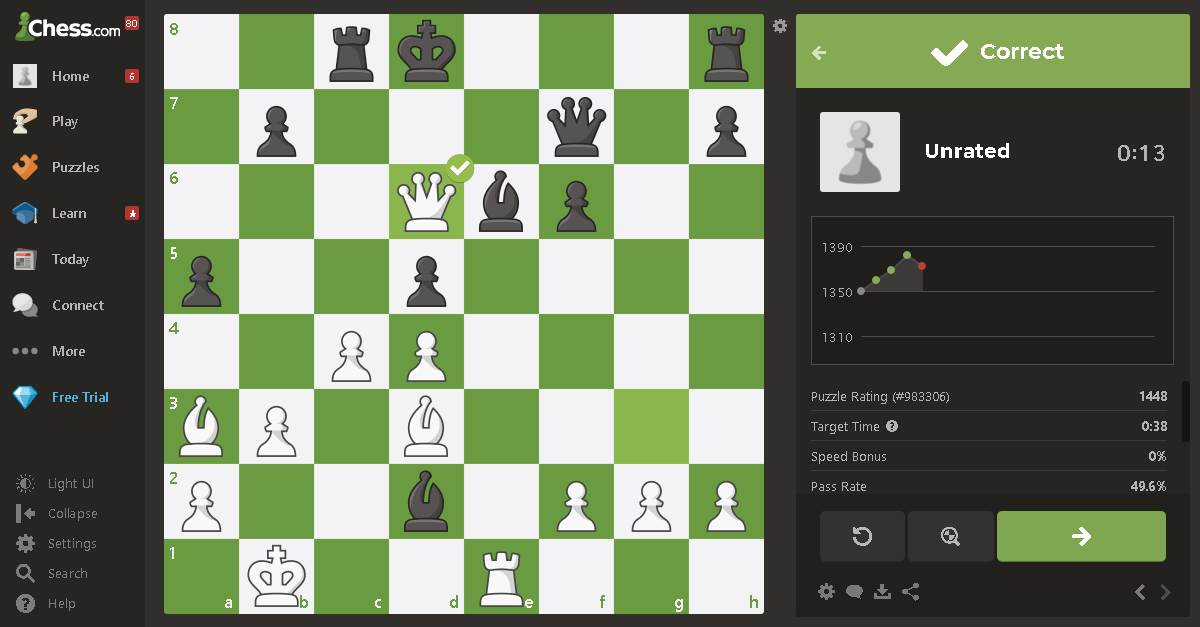 Chess.com 80
Home 6
Play
Puzzles
Learn
Today
Connect
More
Free Trial
Light UI
Collapse
Settings
Search
Help
8
7
6
5
4
3
2
1
a b c d e f g h
Correct
Unrated 0:13
1390
1350
1310
Puzzle Rating (#983306) 1448
Target Time ? 0:38
Speed Bonus 0%
Pass Rate 49.6%